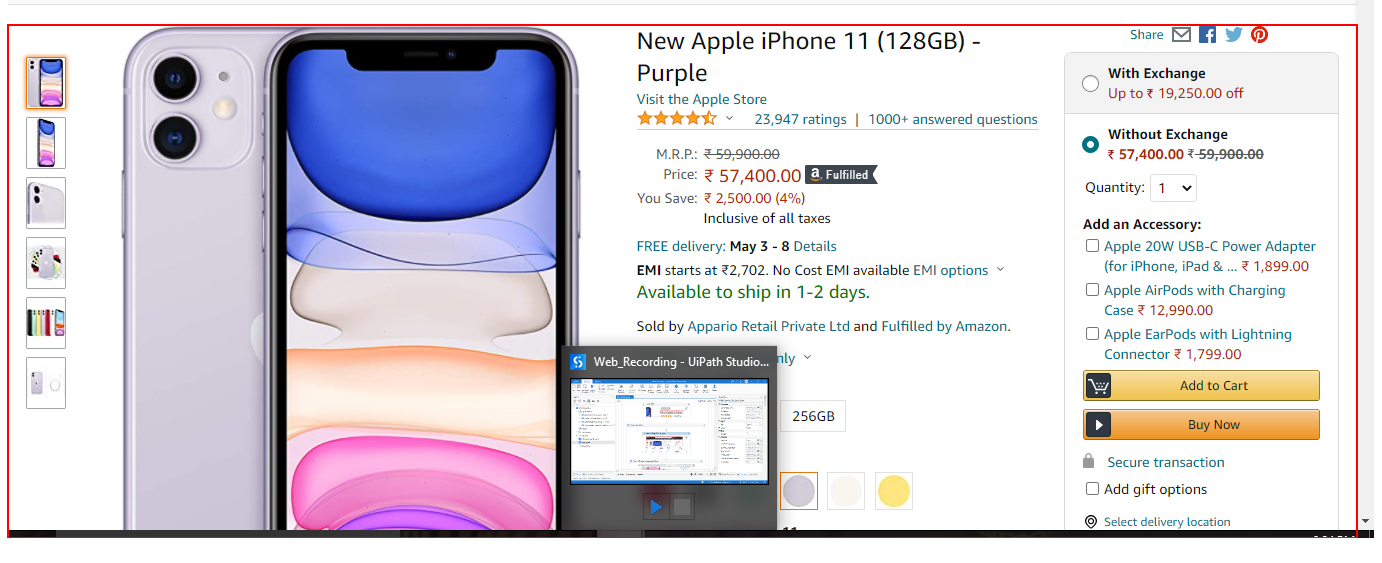 New Apple iPhone 11 (128GB) -
Purple
Visit the Apple Store
23,947 ratings | 1000+ answered questions
M.R.P.: ₹ 59,900.00
Price: ₹ 57,400.00 a Fulfilled
You Save: ₹ 2,500.00 (4%)
Inclusive of all taxes
FREE delivery: May 3 - 8 Details
EMI starts at ₹2,702. No Cost EMI available EMI options
Available to ship in 1-2 days.
Sold by Appario Retail Private Ltd and Fulfilled by Amazon.
Web_Recording - UiPath Studio...
256GB
11
Share
With Exchange
Up to ₹ 19,250.00 off
Without Exchange
₹ 57,400.00 ₹ 59,900.00
Quantity: 1
Add an Accessory:
Apple 20W USB-C Power Adapter
(for iPhone, iPad & ... ₹ 1,899.00
Apple AirPods with Charging
Case ₹ 12,990.00
Apple EarPods with Lightning
Connector ₹ 1,799.00
Add to Cart
Buy Now
Secure transaction
Add gift options
Select delivery location